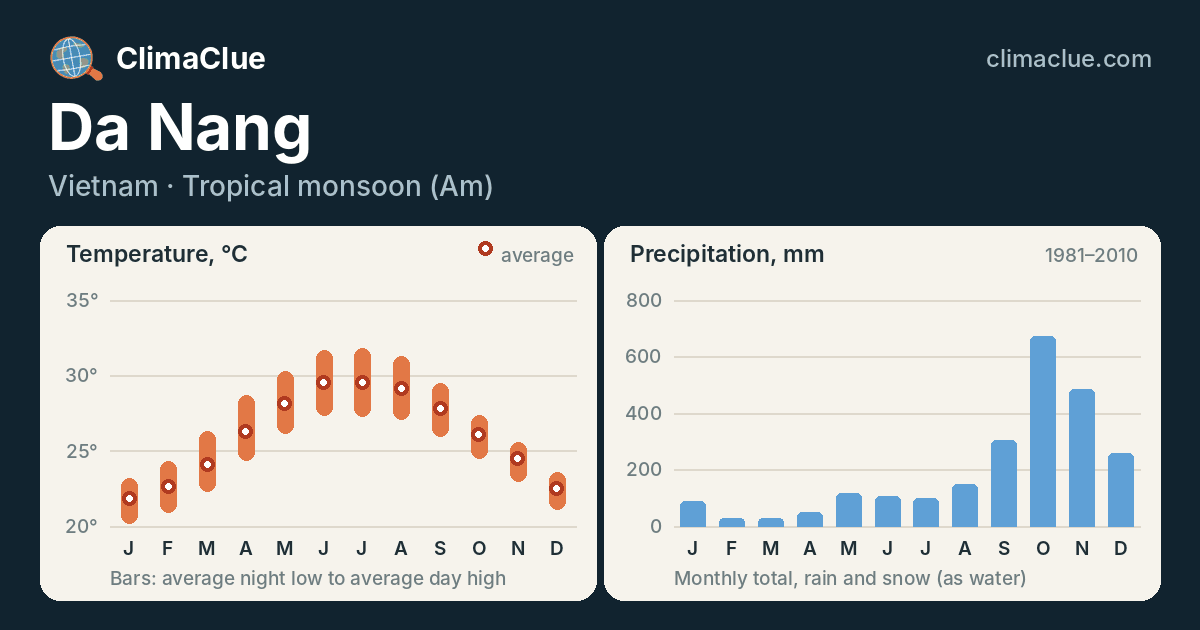 ClimaClue
climaclue.com
Da Nang
Vietnam · Tropical monsoon (Am)
Temperature, °C
average
35°
30°
25°
20°
J F M A M J J A S O N D
Bars: average night low to average day high
Precipitation, mm
1981–2010
800
600
400
200
0
J F M A M J J A S O N D
Monthly total, rain and snow (as water)